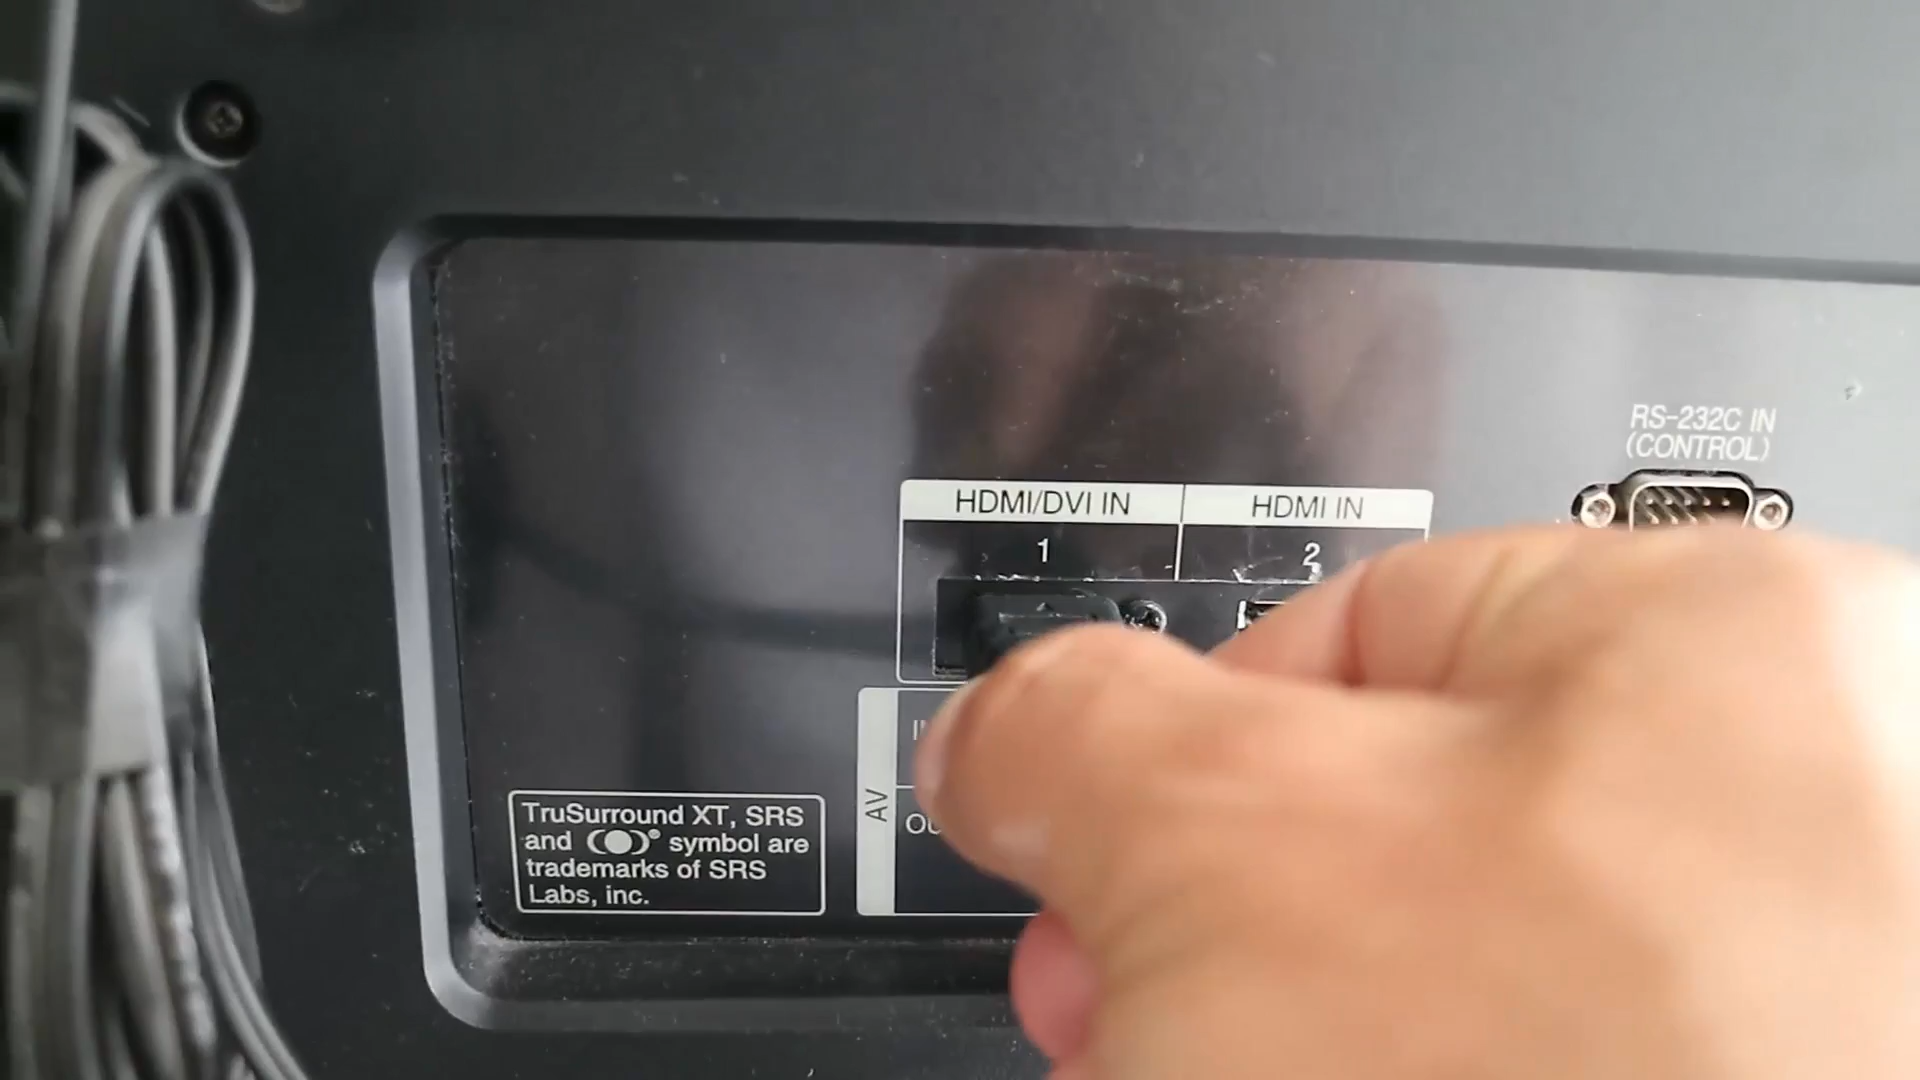 RS-232C IN
(CONTROL)
HDMI/DVI IN
HDMI IN
1
2
AV
TruSurround XT, SRS
and symbol are
trademarks of SRS
Labs, inc.